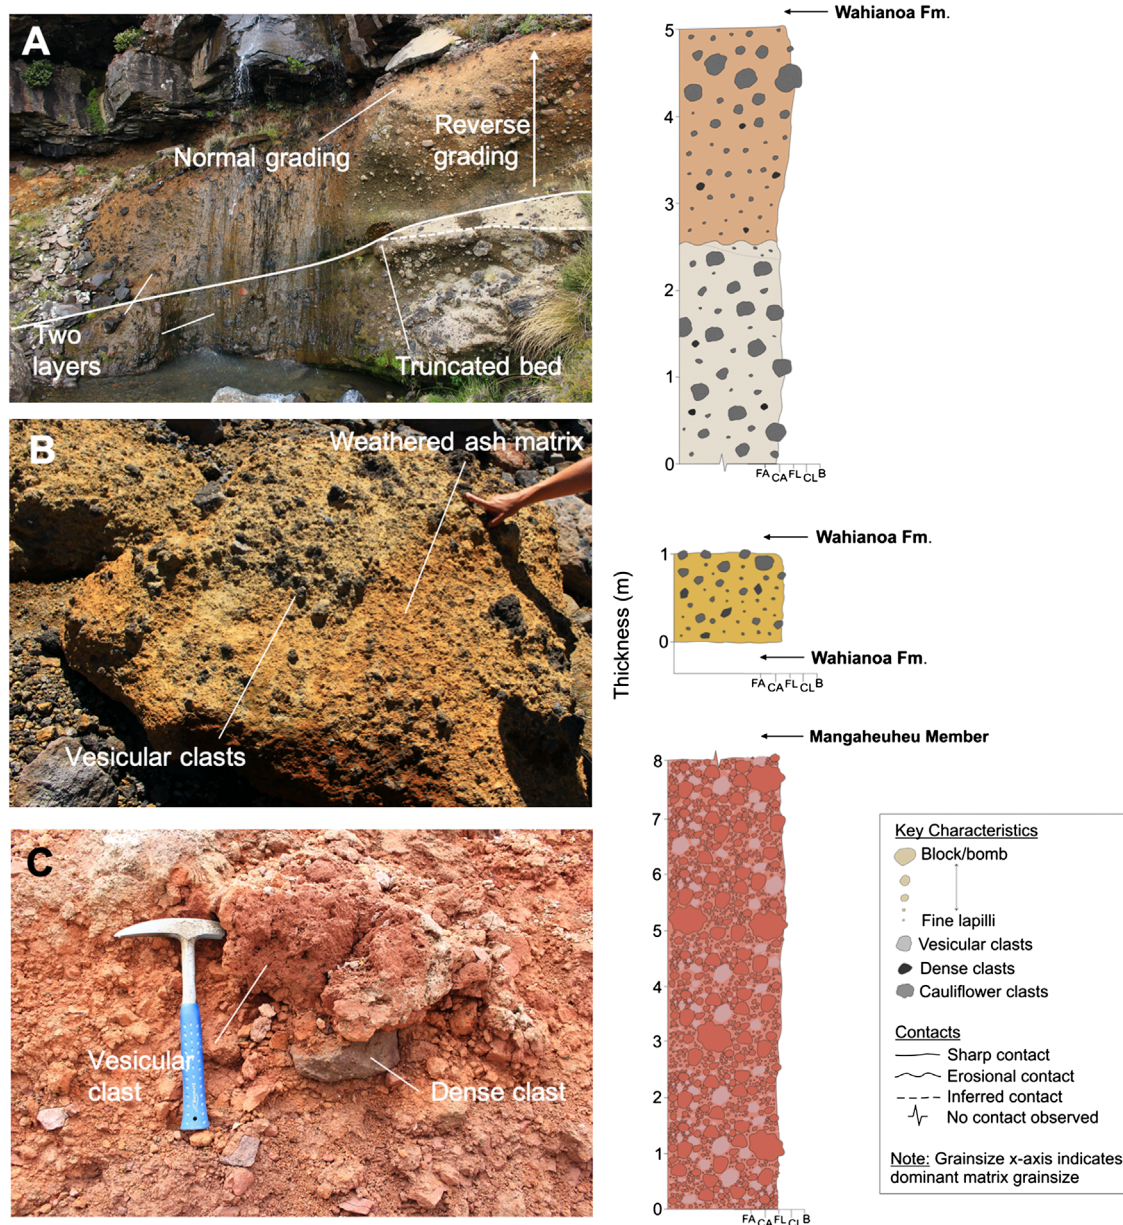 A
Normal grading
Reverse
grading
Two
layers
Truncated bed
B
Weathered ash matrix
Vesicular clasts
C
Vesicular
clast
Dense clast
Thickness (m)
Wahianoa Fm.
5
4
3
2
1
0
FA CA FL CL B
Wahianoa Fm.
1
0
Wahianoa Fm.
FA CA FL CL B
Mangaheuheu Member
8
7
6
5
4
3
2
1
0
FA CA FL CL B
Key Characteristics
Block/bomb
Fine lapilli
Vesicular clasts
Dense clasts
Cauliflower clasts
Contacts
Sharp contact
Erosional contact
Inferred contact
No contact observed
Note: Grainsize x-axis indicates
dominant matrix grainsize